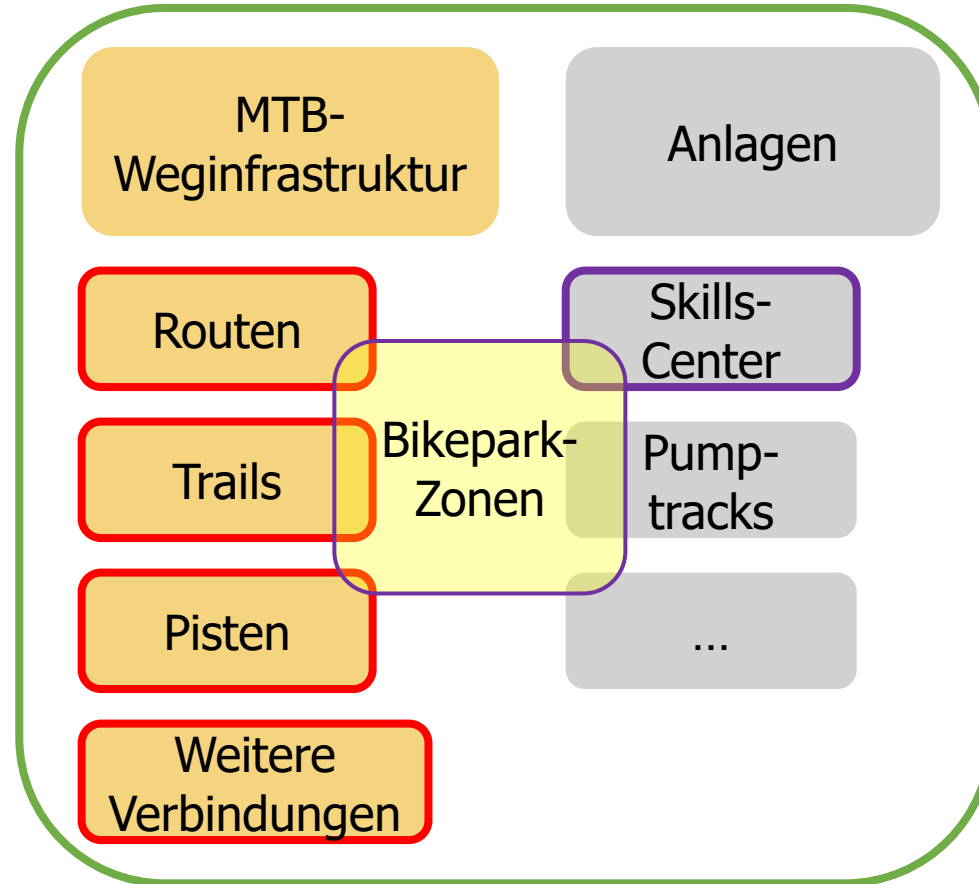 MTB-
Weginfrastruktur
Anlagen
Routen
Skills-
Center
Bikepark-
Zonen
Trails
Pump-
tracks
Pisten
...
Weitere
Verbindungen